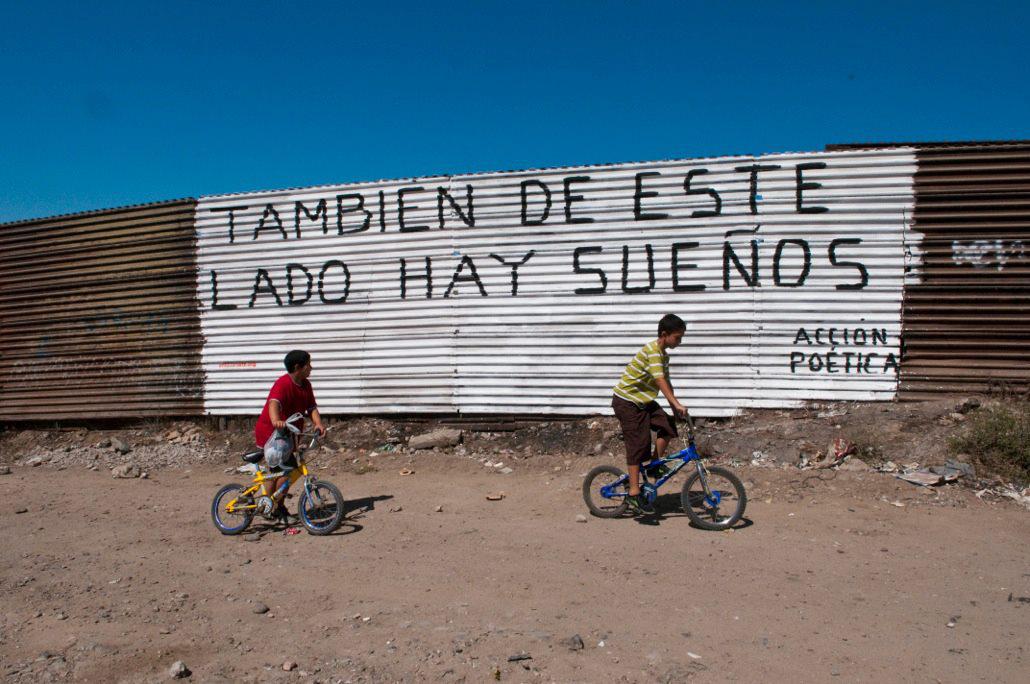 TAMBIEN DE ESTE
LADO HAY SUEÑOS
ACCIÓN
POÉTICA